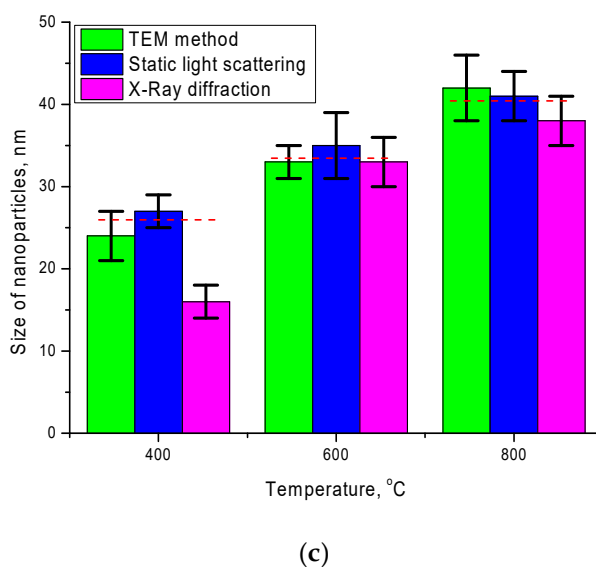 50
40
30
20
10
0
Size of nanoparticles, nm
TEM method
Static light scattering
X-Ray diffraction
400
600
800
Temperature, °C
(c)